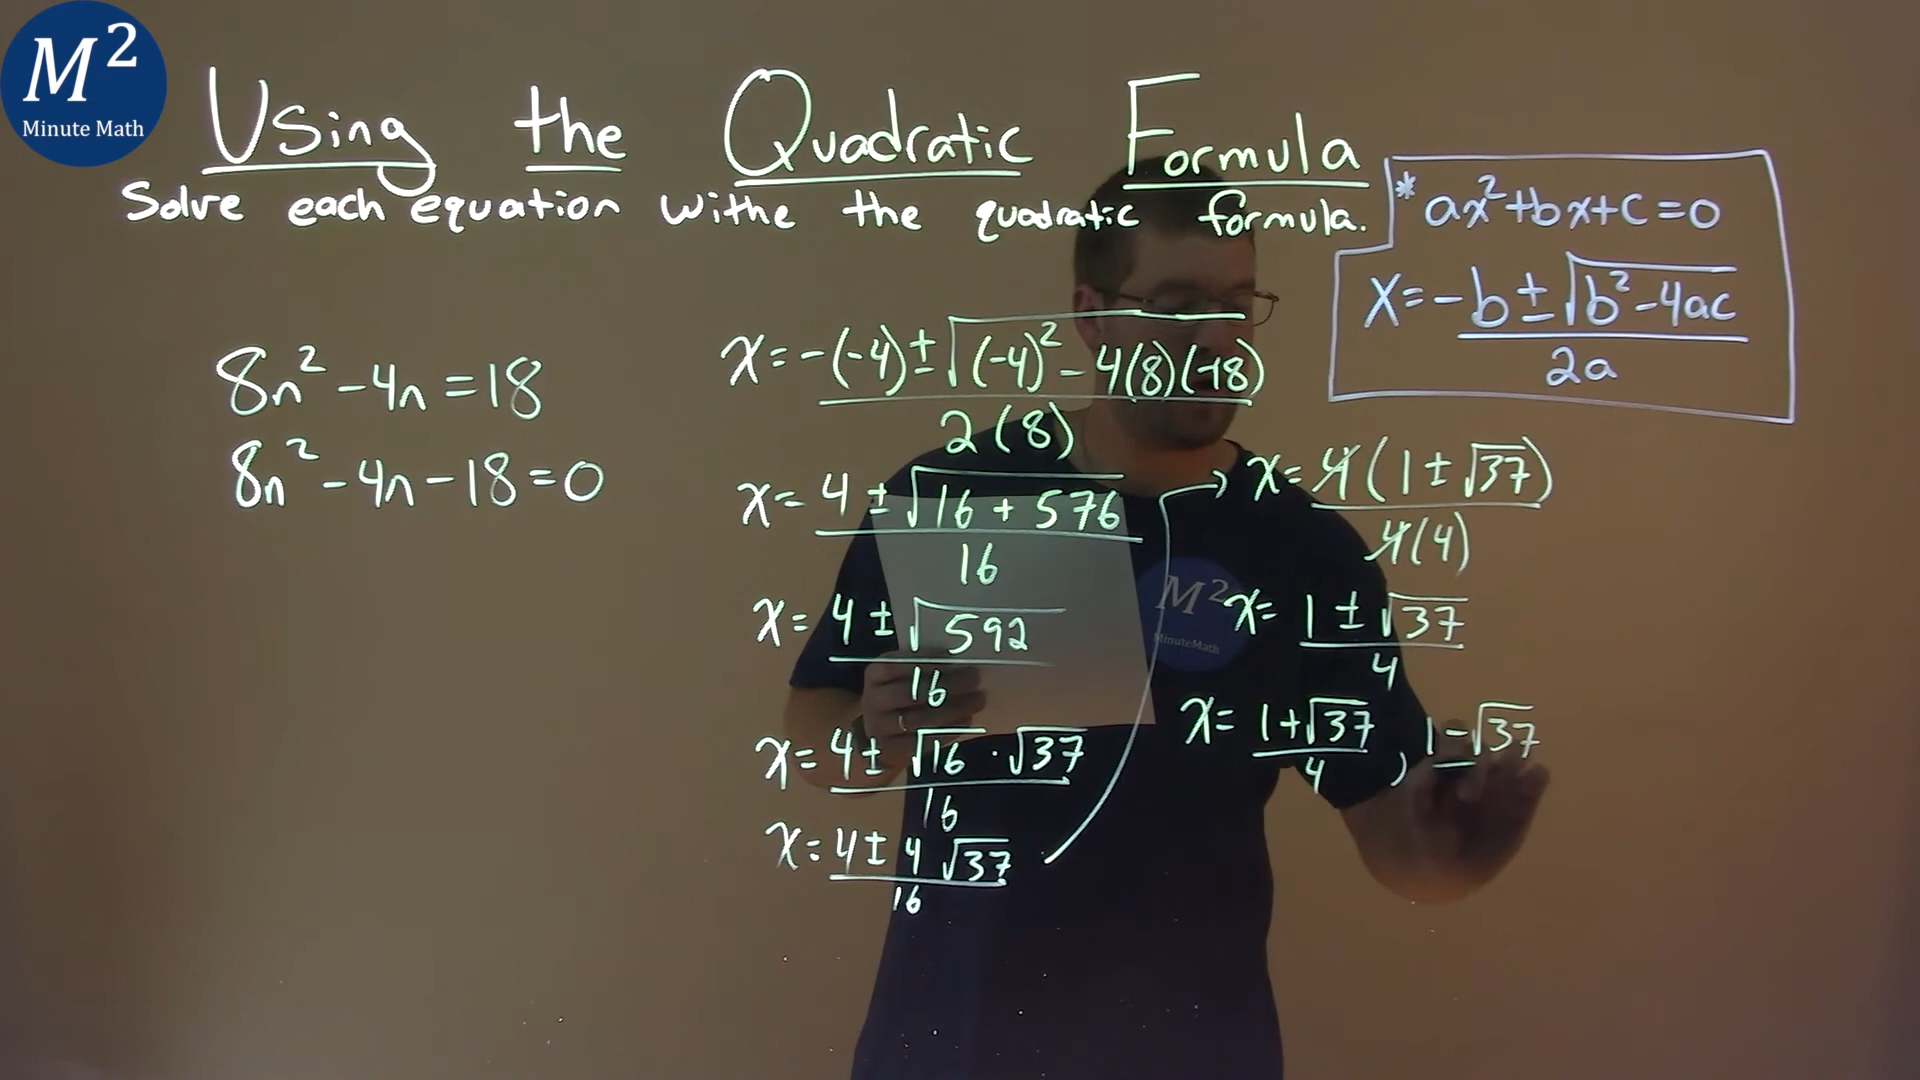 M²
Minute Math
Using the Quadratic Formula
Solve each equation withe the quadratic formula.
* ax²+bx+c=0
x = -b ± √b²-4ac
2a
8n² - 4n = 18
8n² - 4n - 18 = 0
x = -(-4) ± √(-4)² - 4(8)(-18)
2(8)
x = 4 ± √16 + 576
16
x = 4 ± √592
16
x = 4 ± √16 · √37
16
x = 4 ± 4 √37
16
x = 4(1 ± √37)
4(4)
x = 1 ± √37
4
x = 1+√37 , 1-√37
4
M²
MinuteMath